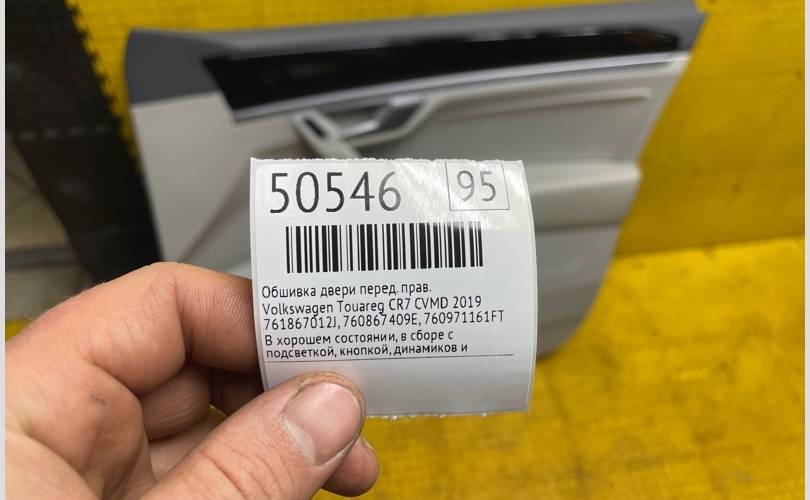 50546 95
Обшивка двери перед. прав.
Volkswagen Touareg CR7 CVMD 2019
761867012J, 760867409E, 760971161FT
В хорошем состоянии, в сборе с
подсветкой, кнопкой, динамиков и